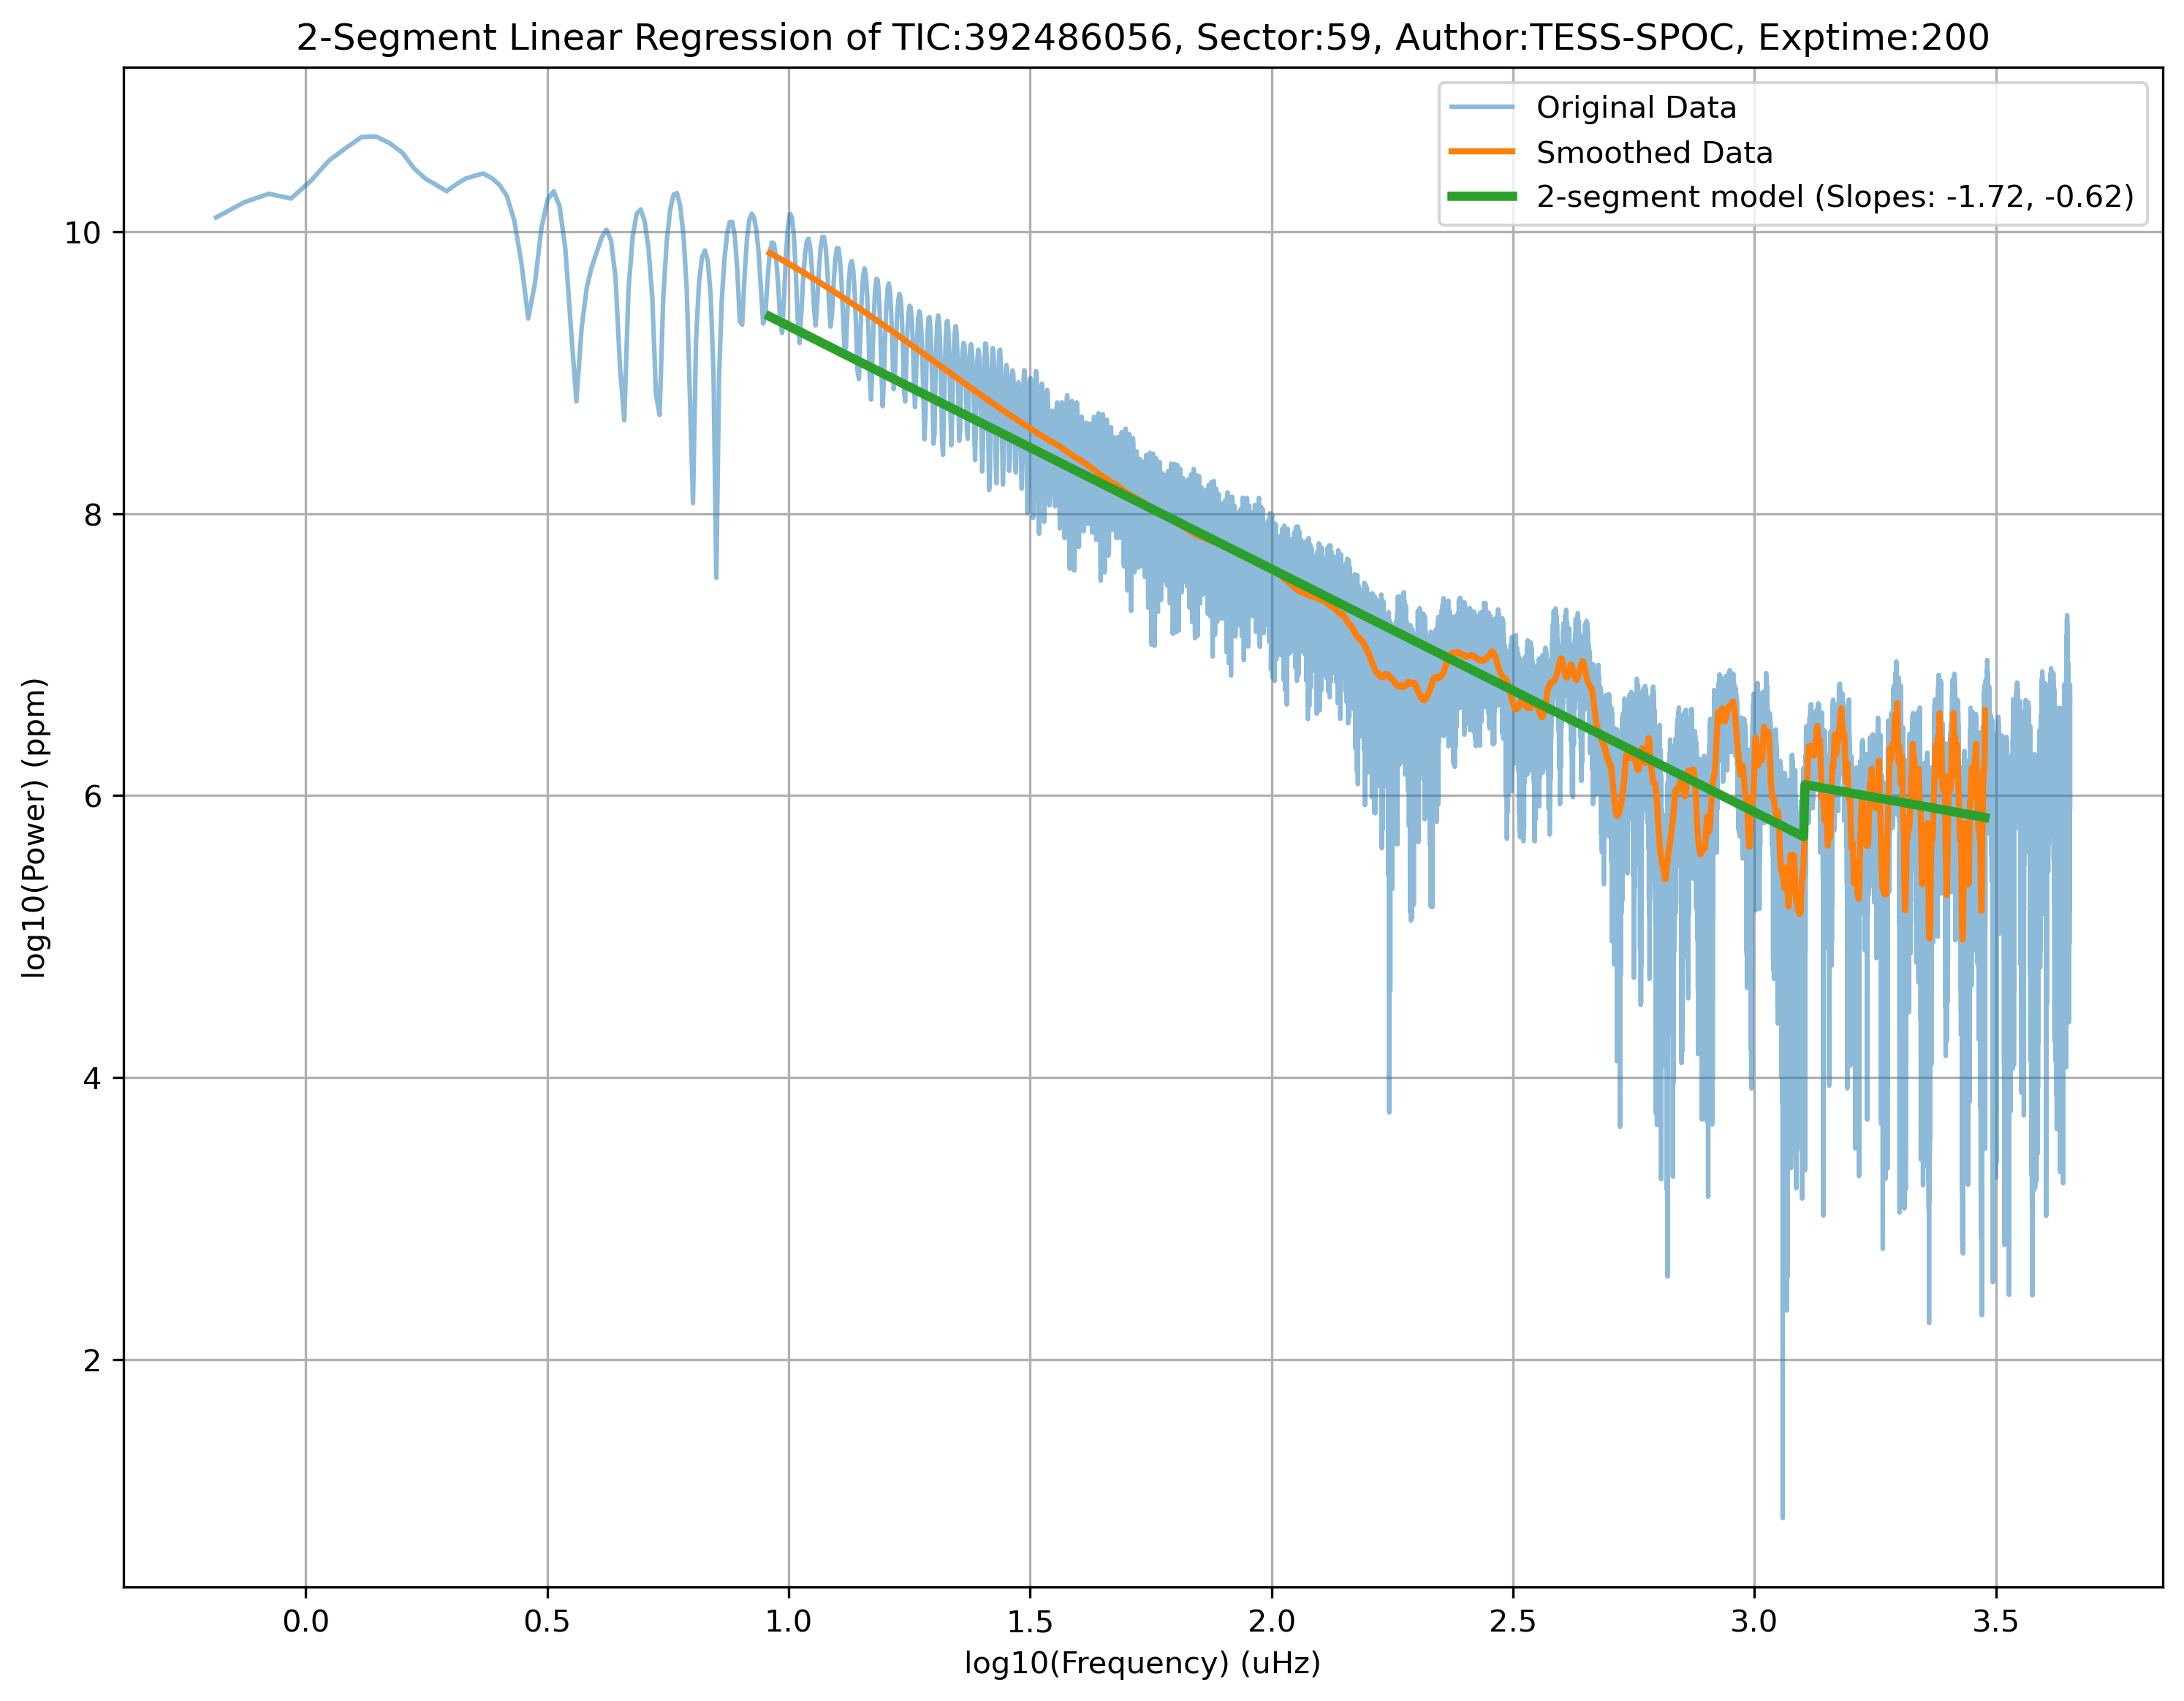 2-Segment Linear Regression of TIC:392486056, Sector:59, Author:TESS-SPOC, Exptime:200
Original Data
Smoothed Data
2-segment model (Slopes: -1.72, -0.62)
log10(Power) (ppm)
10
8
6
4
2
0.0 0.5 1.0 1.5 2.0 2.5 3.0 3.5
log10(Frequency) (uHz)